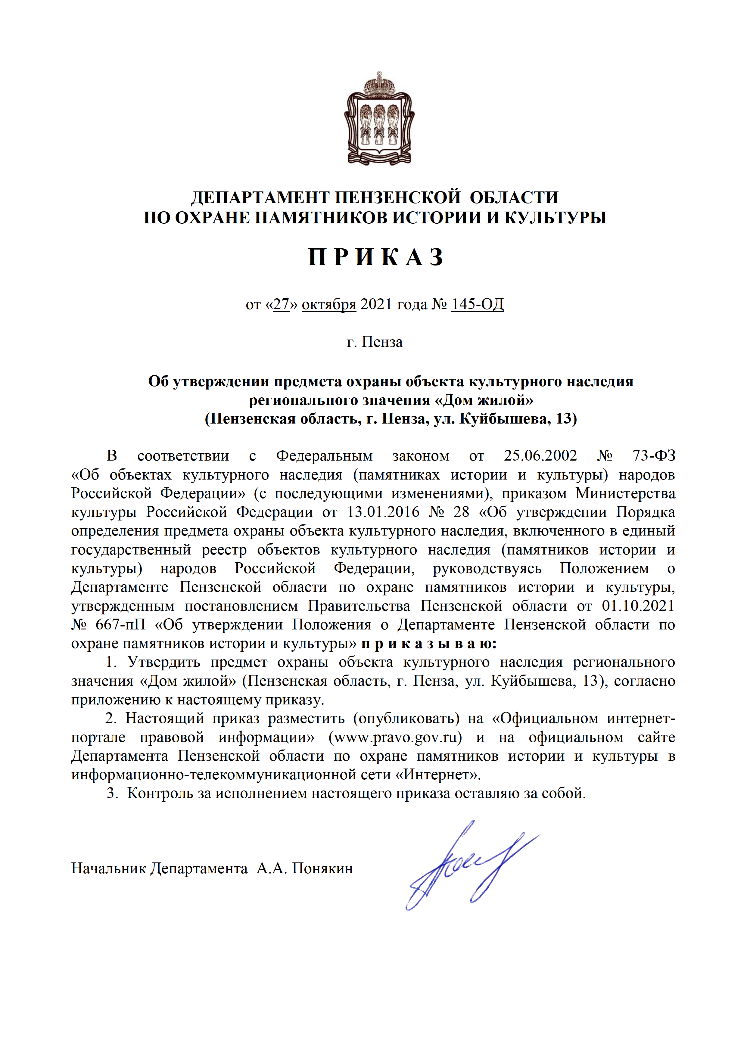 ДЕПАРТАМЕНТ ПЕНЗЕНСКОЙ ОБЛАСТИ
ПО ОХРАНЕ ПАМЯТНИКОВ ИСТОРИИ И КУЛЬТУРЫ
П Р И К А З
от «27» октября 2021 года № 145-ОД
г. Пенза
Об утверждении предмета охраны объекта культурного наследия
регионального значения «Дом жилой»
(Пензенская область, г. Пенза, ул. Куйбышева, 13)
В соответствии с Федеральным законом от 25.06.2002 № 73-ФЗ
«Об объектах культурного наследия (памятниках истории и культуры) народов
Российской Федерации» (с последующими изменениями), приказом Министерства
культуры Российской Федерации от 13.01.2016 № 28 «Об утверждении Порядка
определения предмета охраны объекта культурного наследия, включенного в единый
государственный реестр объектов культурного наследия (памятников истории и
культуры) народов Российской Федерации, руководствуясь Положением о
Департаменте Пензенской области по охране памятников истории и культуры,
утвержденным постановлением Правительства Пензенской области от 01.10.2021
№ 667-пП «Об утверждении Положения о Департаменте Пензенской области по
охране памятников истории и культуры» п р и к а з ы в а ю:
1. Утвердить предмет охраны объекта культурного наследия регионального
значения «Дом жилой» (Пензенская область, г. Пенза, ул. Куйбышева, 13), согласно
приложению к настоящему приказу.
2. Настоящий приказ разместить (опубликовать) на «Официальном интернет-
портале правовой информации» (www.pravo.gov.ru) и на официальном сайте
Департамента Пензенской области по охране памятников истории и культуры в
информационно-телекоммуникационной сети «Интернет».
3. Контроль за исполнением настоящего приказа оставляю за собой.
Начальник Департамента А.А. Понякин